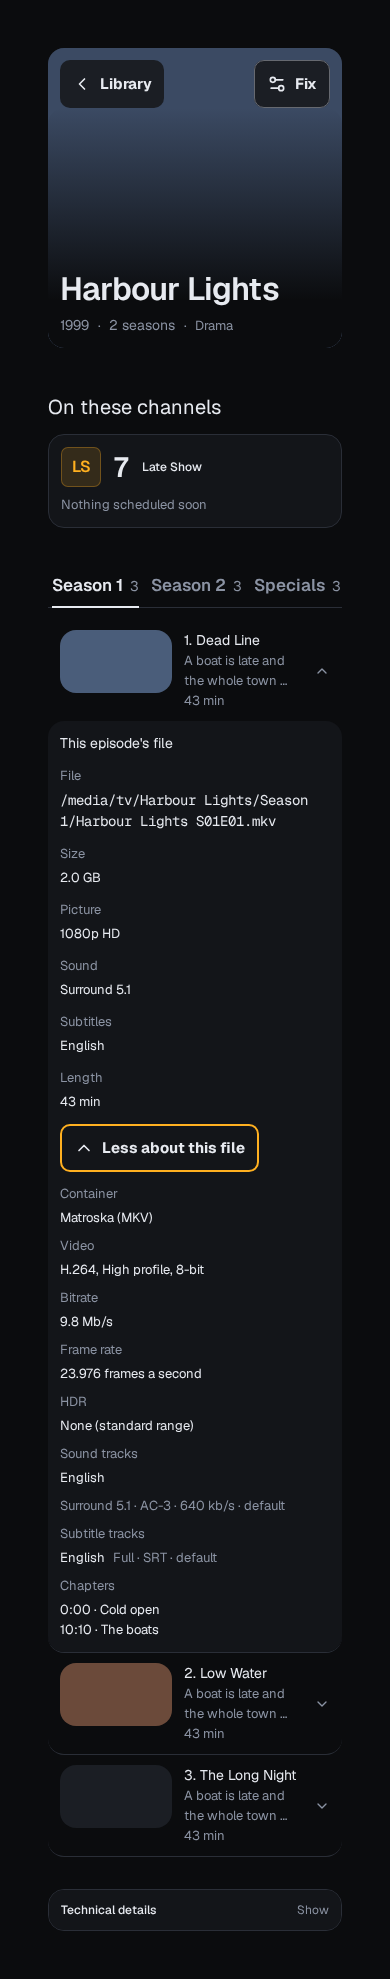 Library
Fix
Harbour Lights
1999 · 2 seasons · Drama
On these channels
LS 7 Late Show
Nothing scheduled soon
Season 1 3 Season 2 3 Specials 3
1. Dead Line
A boat is late and
the whole town ...
43 min
This episode's file
File
/media/tv/Harbour Lights/Season
1/Harbour Lights S01E01.mkv
Size
2.0 GB
Picture
1080p HD
Sound
Surround 5.1
Subtitles
English
Length
43 min
Less about this file
Container
Matroska (MKV)
Video
H.264, High profile, 8-bit
Bitrate
9.8 Mb/s
Frame rate
23.976 frames a second
HDR
None (standard range)
Sound tracks
English
Surround 5.1 · AC-3 · 640 kb/s · default
Subtitle tracks
English Full · SRT · default
Chapters
0:00 · Cold open
10:10 · The boats
2. Low Water
A boat is late and
the whole town ...
43 min
3. The Long Night
A boat is late and
the whole town ...
43 min
Technical details Show